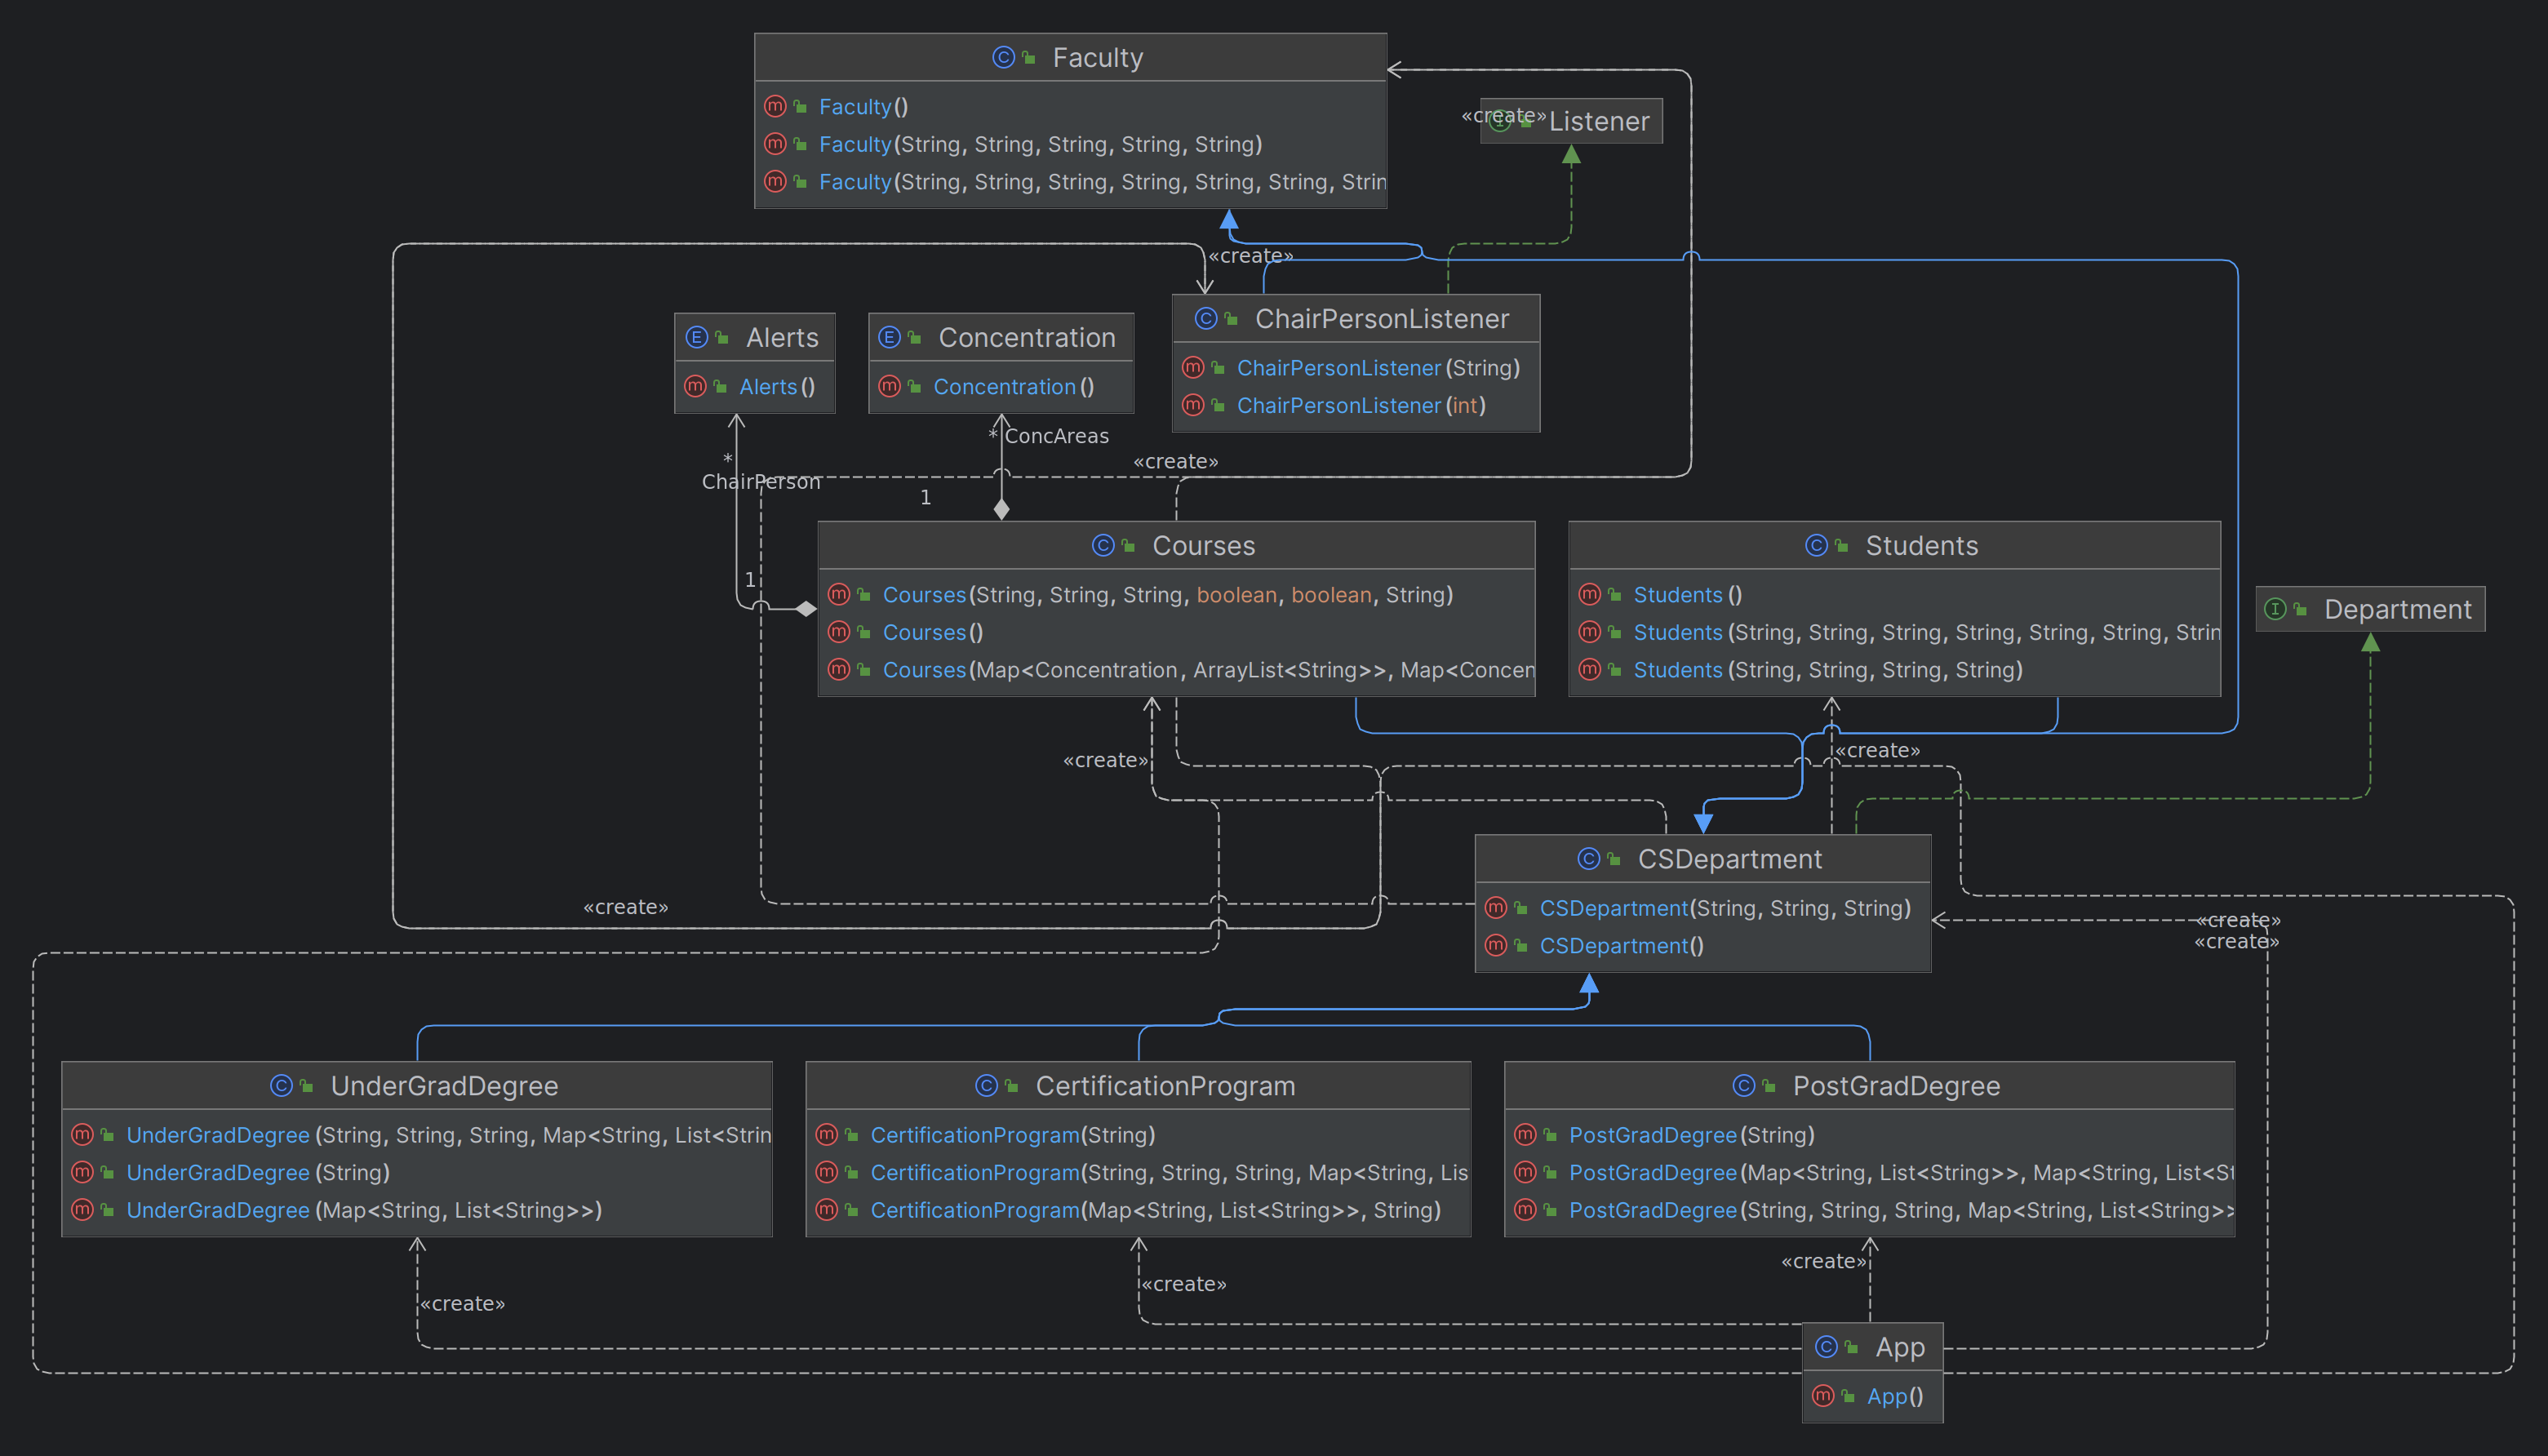 Faculty
Faculty()
Faculty(String, String, String, String, String)
Faculty(String, String, String, String, String, String, Strin
«create»
Listener
«create»
Alerts
Alerts()
Concentration
Concentration()
ChairPersonListener
ChairPersonListener(String)
ChairPersonListener(int)
* ConcAreas
*
ChairPerson
«create»
1
1
Courses
Courses(String, String, String, boolean, boolean, String)
Courses()
Courses(Map<Concentration, ArrayList<String>>, Map<Concen
Students
Students()
Students(String, String, String, String, String, String, Strin
Students(String, String, String, String)
Department
«create»
«create»
CSDepartment
CSDepartment(String, String, String)
CSDepartment()
«create»
«create»
«create»
UnderGradDegree
UnderGradDegree(String, String, String, Map<String, List<Strin
UnderGradDegree(String)
UnderGradDegree(Map<String, List<String>>)
CertificationProgram
CertificationProgram(String)
CertificationProgram(String, String, String, Map<String, Lis
CertificationProgram(Map<String, List<String>>, String)
PostGradDegree
PostGradDegree(String)
PostGradDegree(Map<String, List<String>>, Map<String, List<St
PostGradDegree(String, String, String, Map<String, List<String>>
«create»
«create»
«create»
App
App()